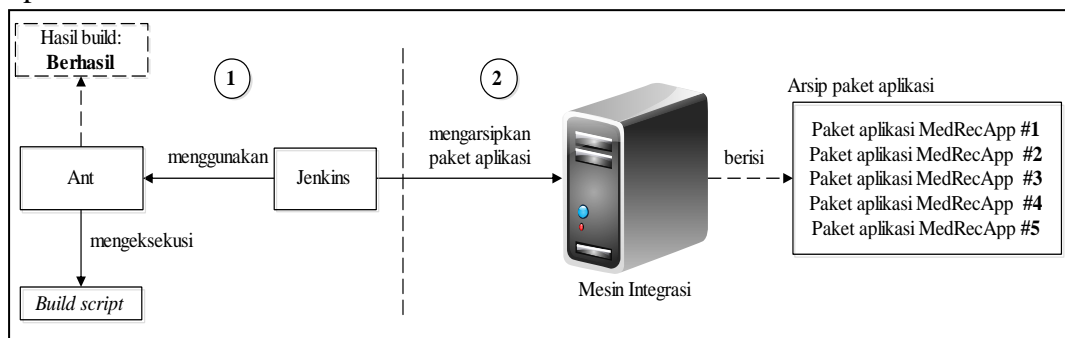 Hasil build:
Berhasil
1
2
Arsip paket aplikasi
menggunakan
mengarsipkan
paket aplikasi
berisi
Ant
Jenkins
Paket aplikasi MedRecApp #1
Paket aplikasi MedRecApp #2
Paket aplikasi MedRecApp #3
Paket aplikasi MedRecApp #4
Paket aplikasi MedRecApp #5
mengeksekusi
Build script
Mesin Integrasi